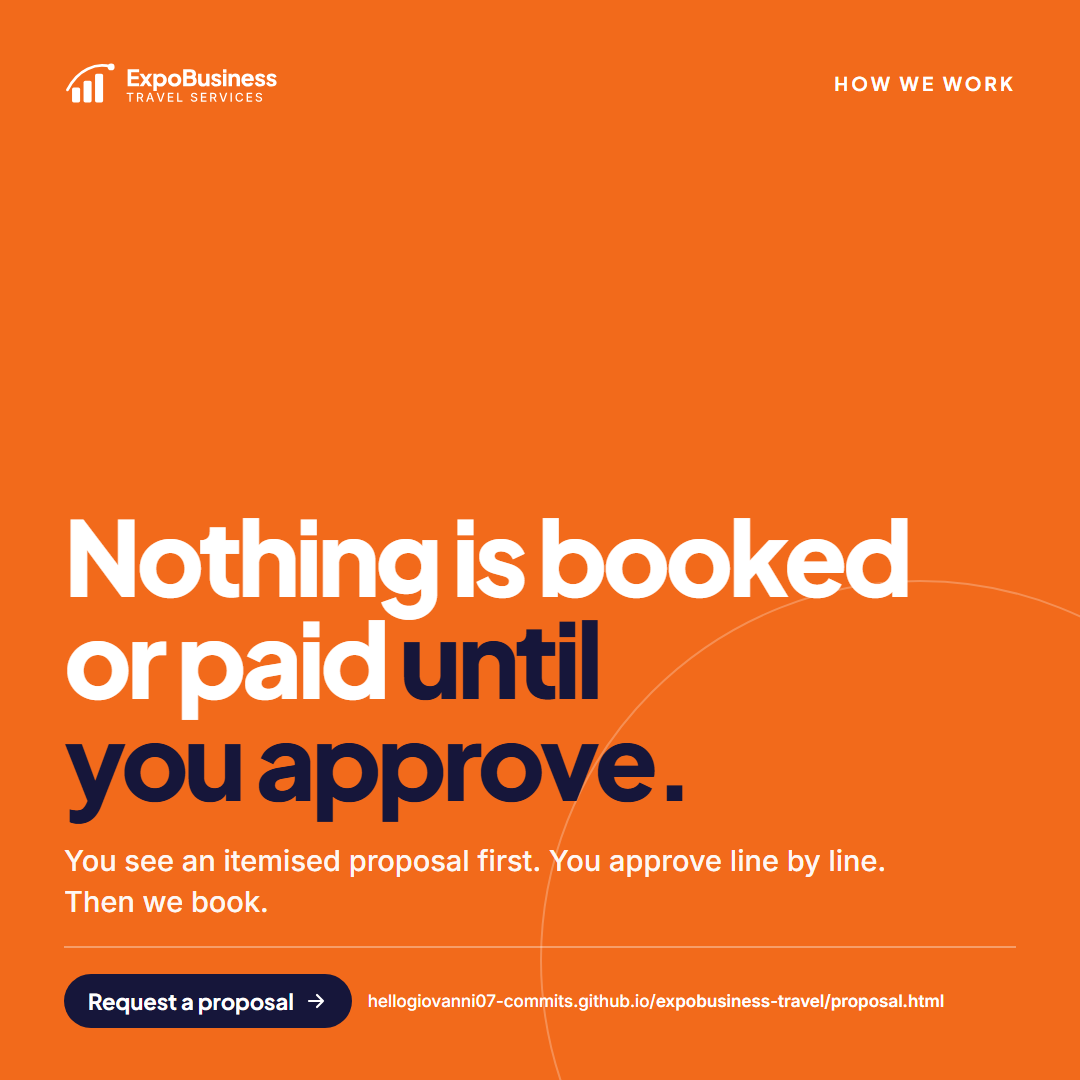 ExpoBusiness
TRAVEL SERVICES
HOW WE WORK
Nothing is booked
or paid until
you approve.
You see an itemised proposal first. You approve line by line.
Then we book.
Request a proposal →
hellogiovanni07-commits.github.io/expobusiness-travel/proposal.html